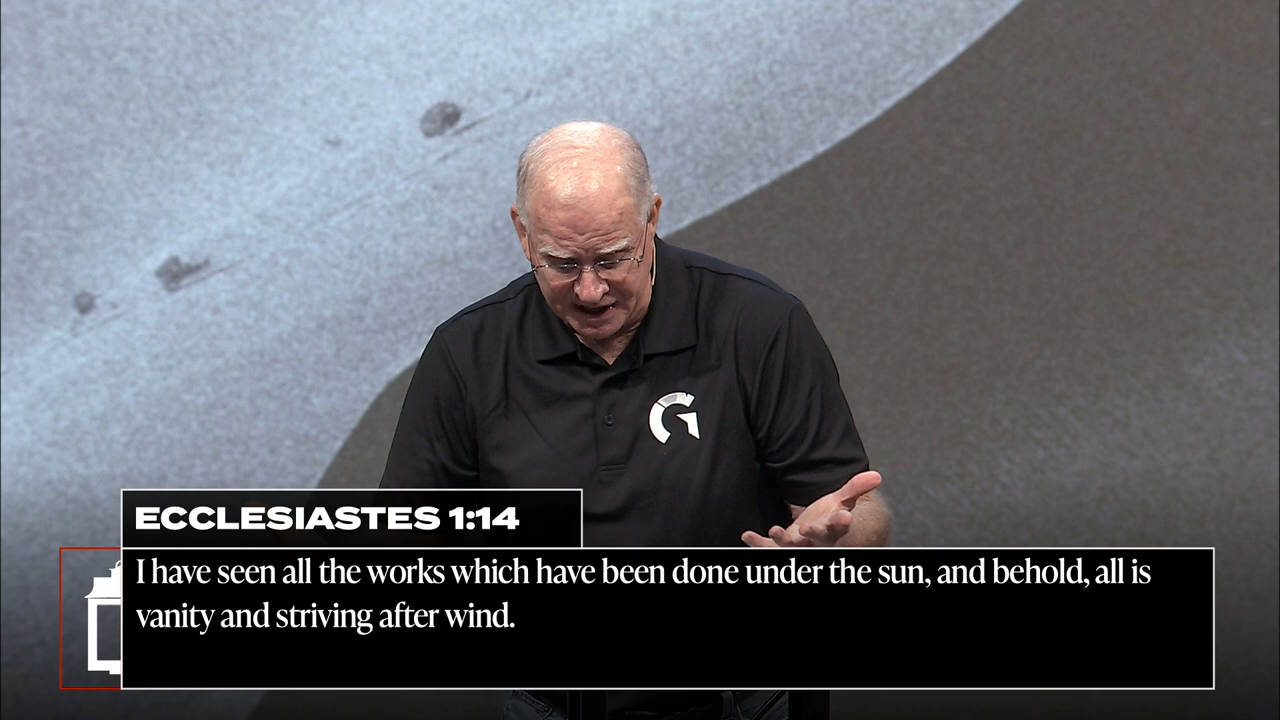 ECCLESIASTES 1:14
I have seen all the works which have been done under the sun, and behold, all is
vanity and striving after wind.